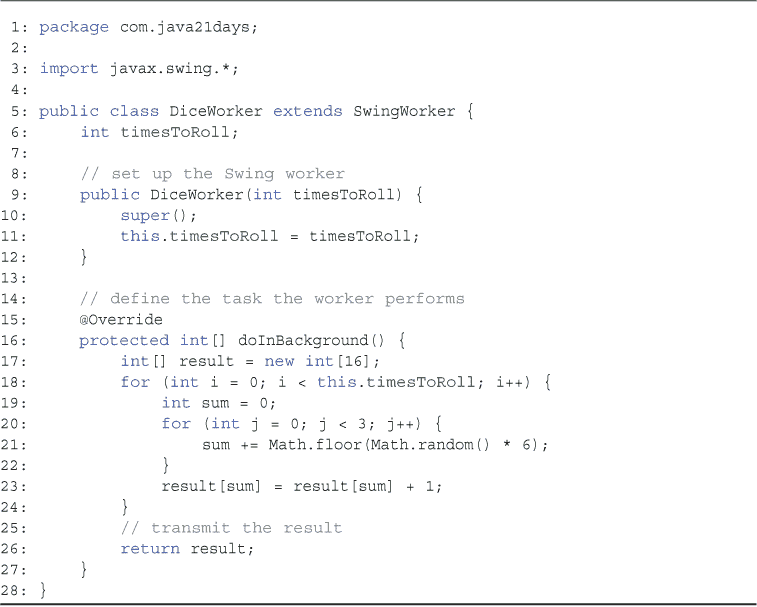 1: package com.java21days;
2:
3: import javax.swing.*;
4:
5: public class DiceWorker extends SwingWorker {
6:     int timesToRoll;
7:
8:     // set up the Swing worker
9:     public DiceWorker(int timesToRoll) {
10:         super();
11:         this.timesToRoll = timesToRoll;
12:     }
13:
14:     // define the task the worker performs
15:     @Override
16:     protected int[] doInBackground() {
17:         int[] result = new int[16];
18:         for (int i = 0; i < this.timesToRoll; i++) {
19:             int sum = 0;
20:             for (int j = 0; j < 3; j++) {
21:                 sum += Math.floor(Math.random() * 6);
22:             }
23:             result[sum] = result[sum] + 1;
24:         }
25:         // transmit the result
26:         return result;
27:     }
28: }